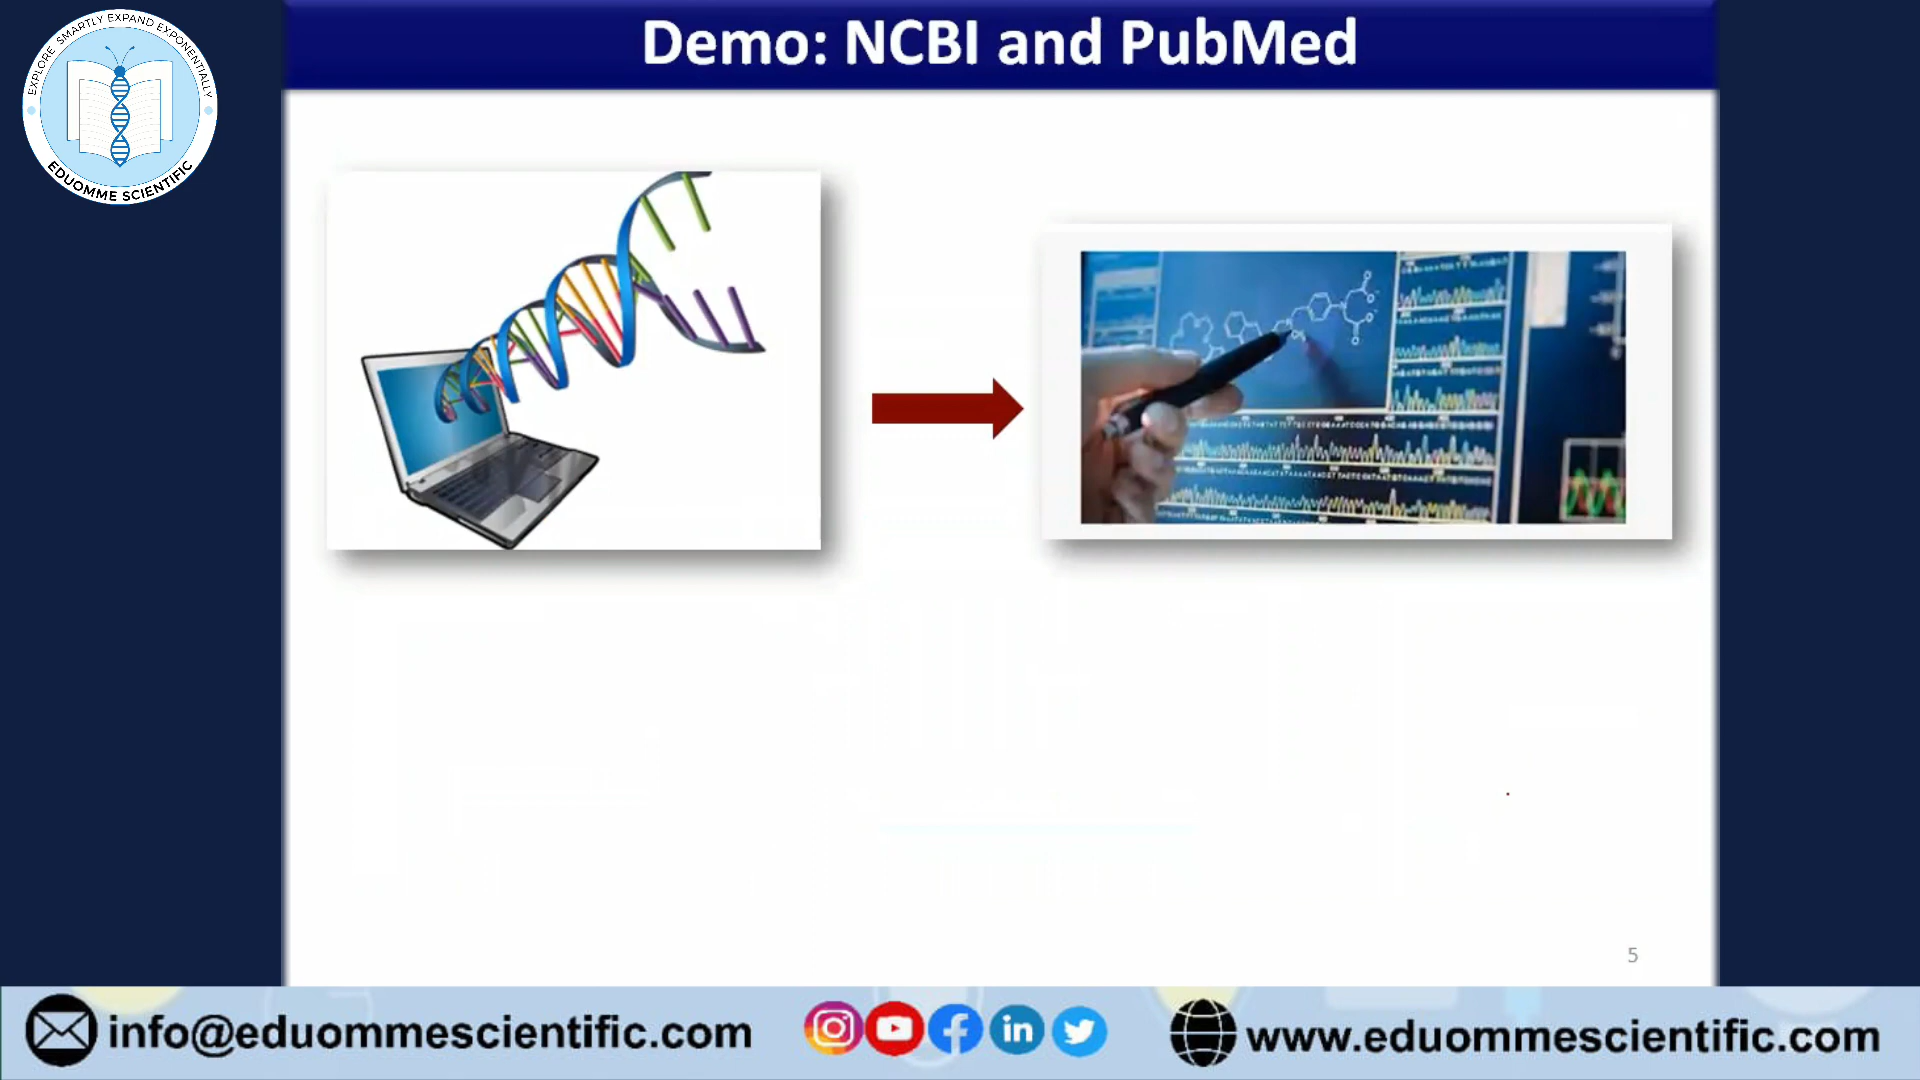 Demo: NCBI and PubMed
EXPLORE SMARTLY EXPAND EXPONENTIALLY
EDUOMME SCIENTIFIC
5
info@eduommescientific.com
www.eduommescientific.com